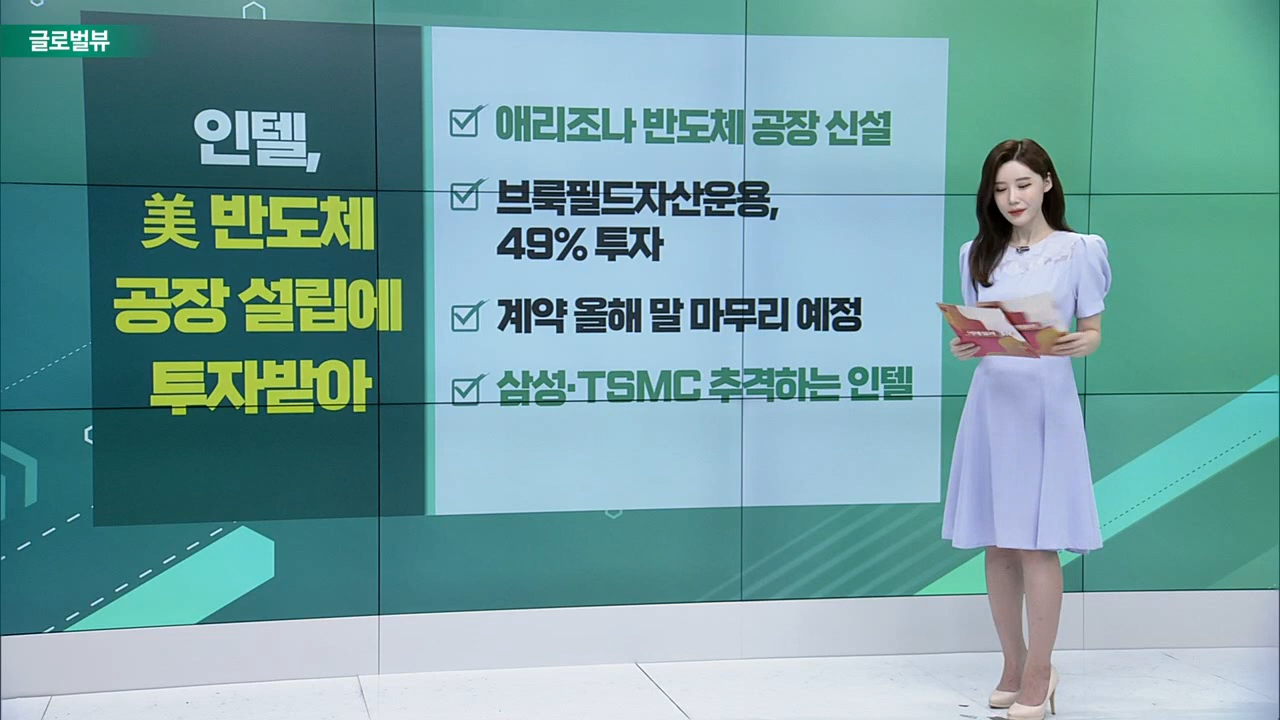 글로벌뷰
인텔,
美 반도체
공장 설립에
투자받아
애리조나 반도체 공장 신설
브룩필드자산운용,
49% 투자
계약 올해 말 마무리 예정
삼성·TSMC 추격하는 인텔